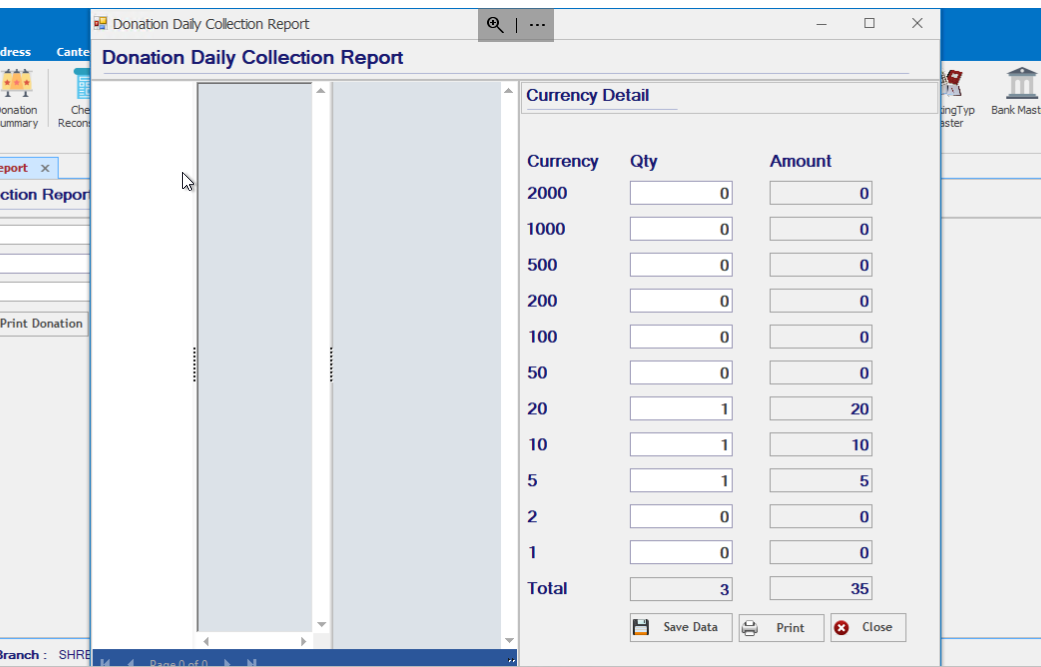 Donation Daily Collection Report
Donation Daily Collection Report
Currency Detail
Currency Qty Amount
2000 0 0
1000 0 0
500 0 0
200 0 0
100 0 0
50 0 0
20 1 20
10 1 10
5 1 5
2 0 0
1 0 0
Total 3 35
Save Data Print Close
Page 0 of 0
dress Cante
onation
ummary
Che
Recons
eport ×
ction Report
Print Donation
Branch : SHRE
ingTyp
aster
Bank Mast